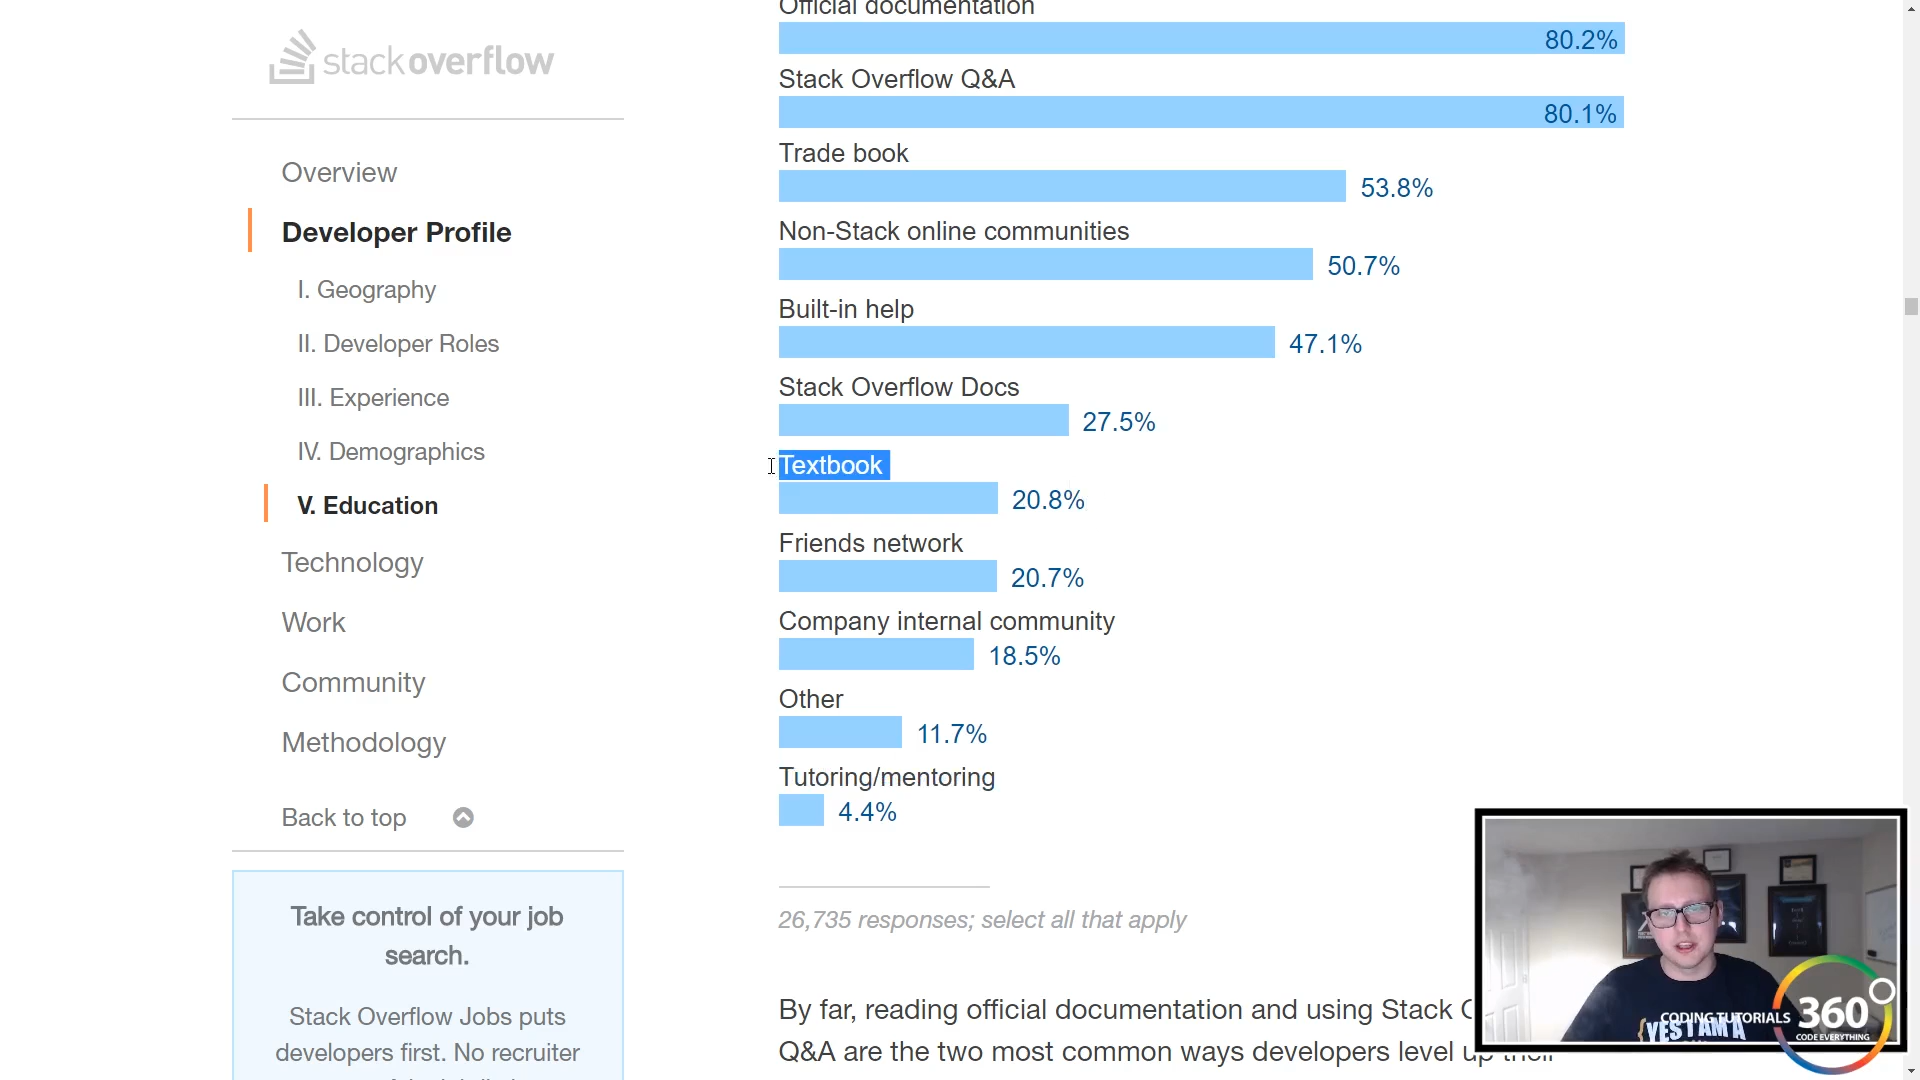 stackoverflow
Overview
Developer Profile
I. Geography
II. Developer Roles
III. Experience
IV. Demographics
V. Education
Technology
Work
Community
Methodology
Back to top
Take control of your job
search.
Stack Overflow Jobs puts
developers first. No recruiter
Official documentation
80.2%
Stack Overflow Q&A
80.1%
Trade book
53.8%
Non-Stack online communities
50.7%
Built-in help
47.1%
Stack Overflow Docs
27.5%
Textbook
20.8%
Friends network
20.7%
Company internal community
18.5%
Other
11.7%
Tutoring/mentoring
4.4%
26,735 responses; select all that apply
By far, reading official documentation and using Stack
Q&A are the two most common ways developers level up their
{YES I AM A
CODING TUTORIALS 360
CODE EVERYTHING